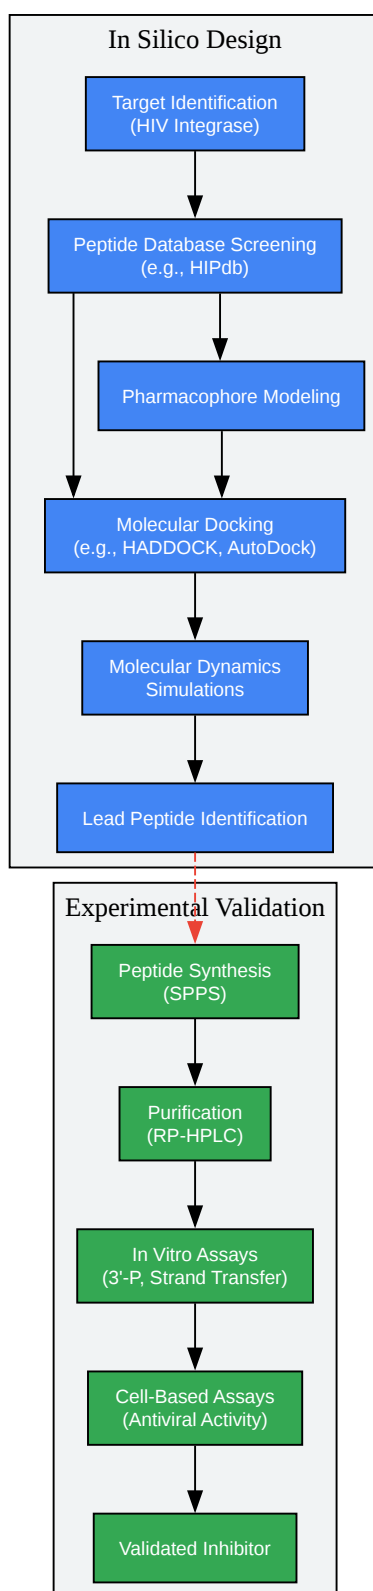 In Silico Design
Target Identification
(HIV Integrase)
Peptide Database Screening
(e.g., HIPdb)
Pharmacophore Modeling
Molecular Docking
(e.g., HADDOCK, AutoDock)
Molecular Dynamics
Simulations
Lead Peptide Identification
Experimental Validation
Peptide Synthesis
(SPPS)
Purification
(RP-HPLC)
In Vitro Assays
(3'-P, Strand Transfer)
Cell-Based Assays
(Antiviral Activity)
Validated Inhibitor